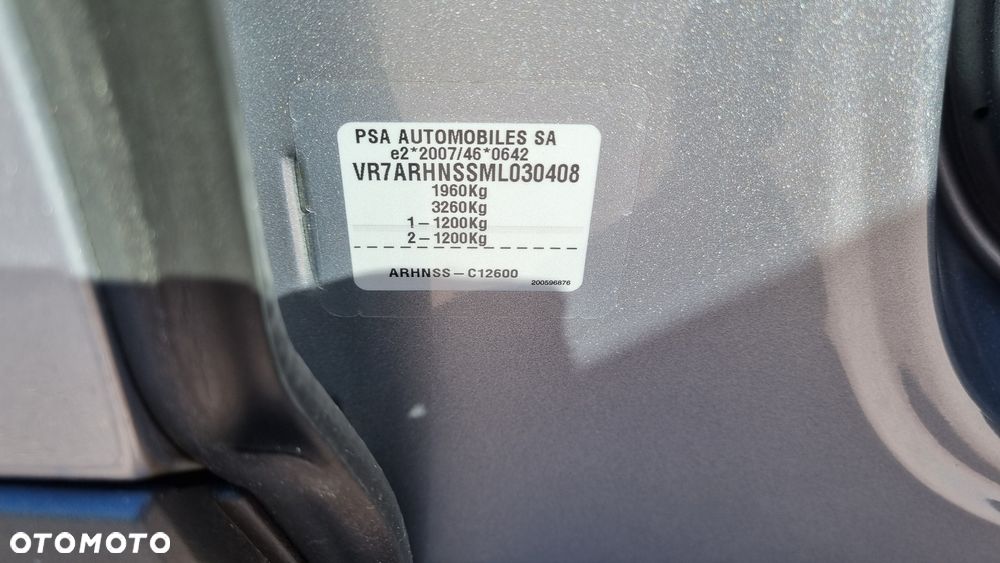 PSA AUTOMOBILES SA
e2*2007/46*0642
VR7ARHNSSML030408
1960Kg
3260Kg
1-1200Kg
2-1200Kg
ARHNSS-C12600
200596876
OTOMOTO